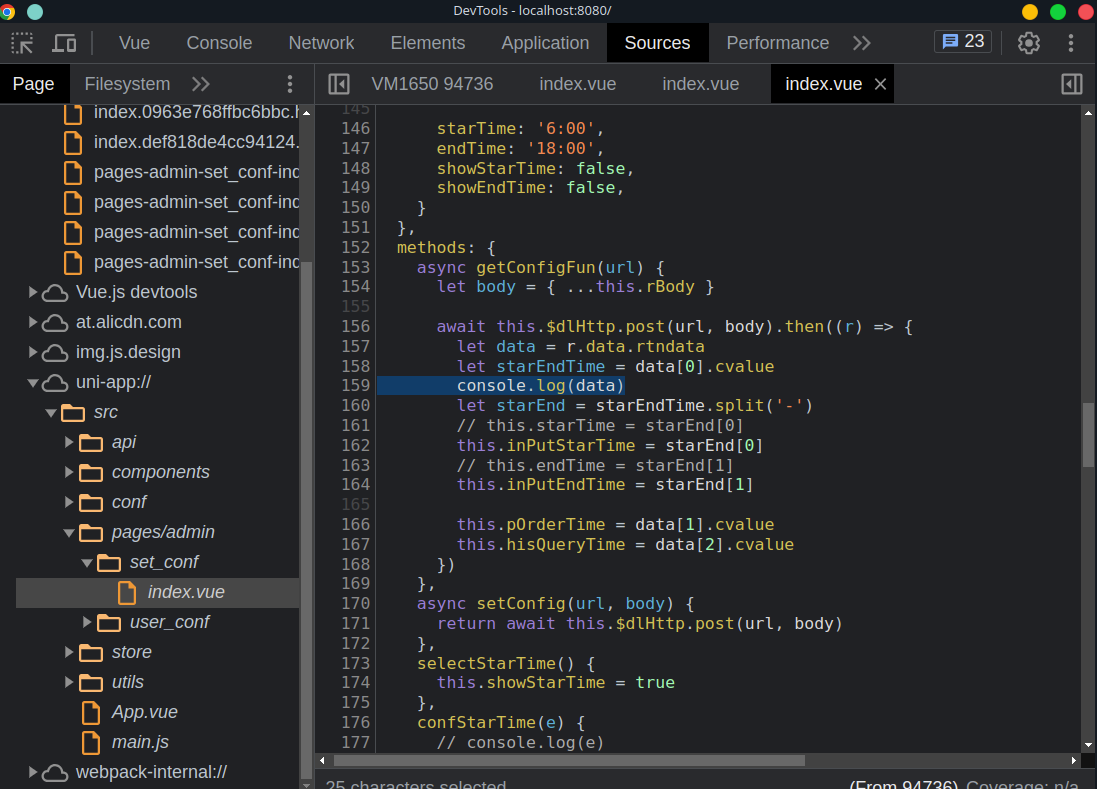 DevTools - localhost:8080/
Vue Console Network Elements Application Sources Performance 23
Page Filesystem VM1650 94736 index.vue index.vue index.vue
index.0963e768ffbc6bbc.h
index.def818de4cc94124.
pages-admin-set_conf-ind
pages-admin-set_conf-ind
pages-admin-set_conf-ind
pages-admin-set_conf-ind
Vue.js devtools
at.alicdn.com
img.js.design
uni-app://
src
api
components
conf
pages/admin
set_conf
index.vue
user_conf
store
utils
App.vue
main.js
webpack-internal://
145
146 starTime: '6:00',
147 endTime: '18:00',
148 showStarTime: false,
149 showEndTime: false,
150 }
151 },
152 methods: {
153 async getConfigFun(url) {
154 let body = { ...this.rBody }
155
156 await this.$dlHttp.post(url, body).then((r) => {
157 let data = r.data.rtndata
158 let starEndTime = data[0].cvalue
159 console.log(data)
160 let starEnd = starEndTime.split('-')
161 // this.starTime = starEnd[0]
162 this.inPutStarTime = starEnd[0]
163 // this.endTime = starEnd[1]
164 this.inPutEndTime = starEnd[1]
165
166 this.pOrderTime = data[1].cvalue
167 this.hisQueryTime = data[2].cvalue
168 })
169 },
170 async setConfig(url, body) {
171 return await this.$dlHttp.post(url, body)
172 },
173 selectStarTime() {
174 this.showStarTime = true
175 },
176 confStarTime(e) {
177 // console.log(e)
25 characters selected (From 94736) Coverage: n/a